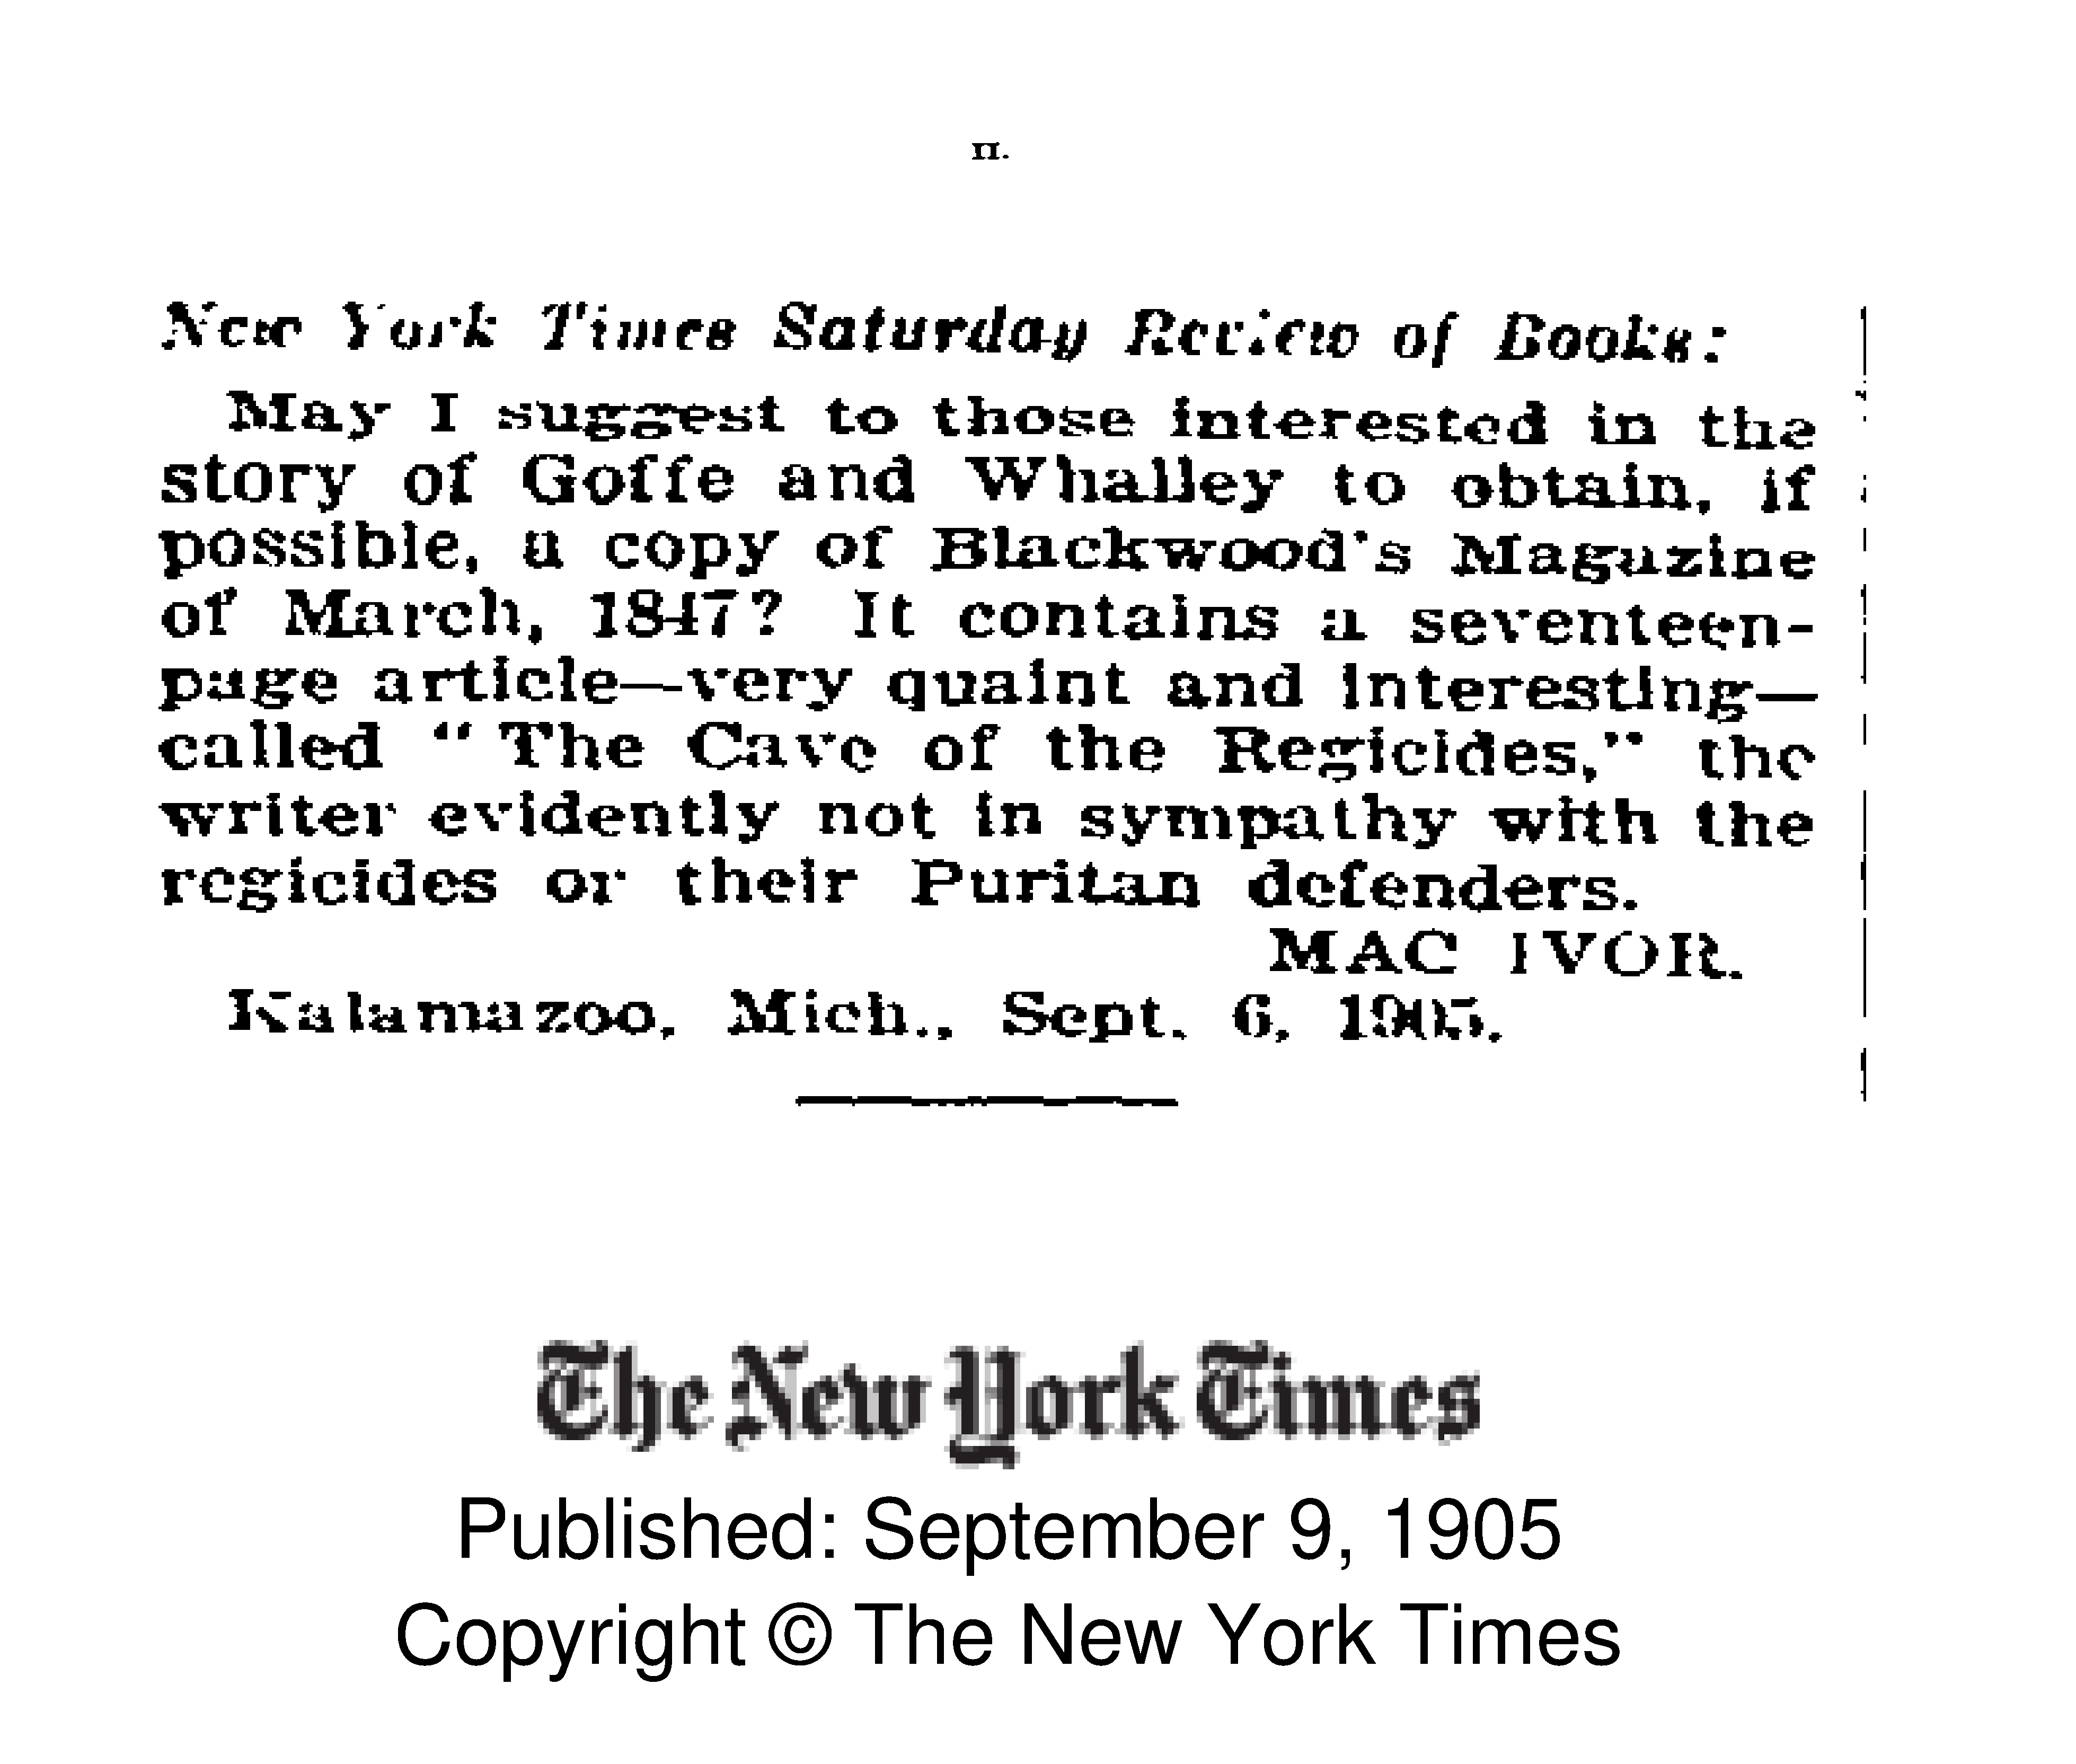 II.
New York Times Saturday Review of Books:
May I suggest to those interested in the
story of Goffe and Whalley to obtain, if
possible, a copy of Blackwood's Magazine
of March, 1847? It contains a seventeen-
page article—very quaint and interesting—
called "The Cave of the Regicides," the
writer evidently not in sympathy with the
regicides or their Puritan defenders.
MAC IVOR.
Kalamazoo, Mich., Sept. 6, 1905.
The New York Times
Published: September 9, 1905
Copyright © The New York Times